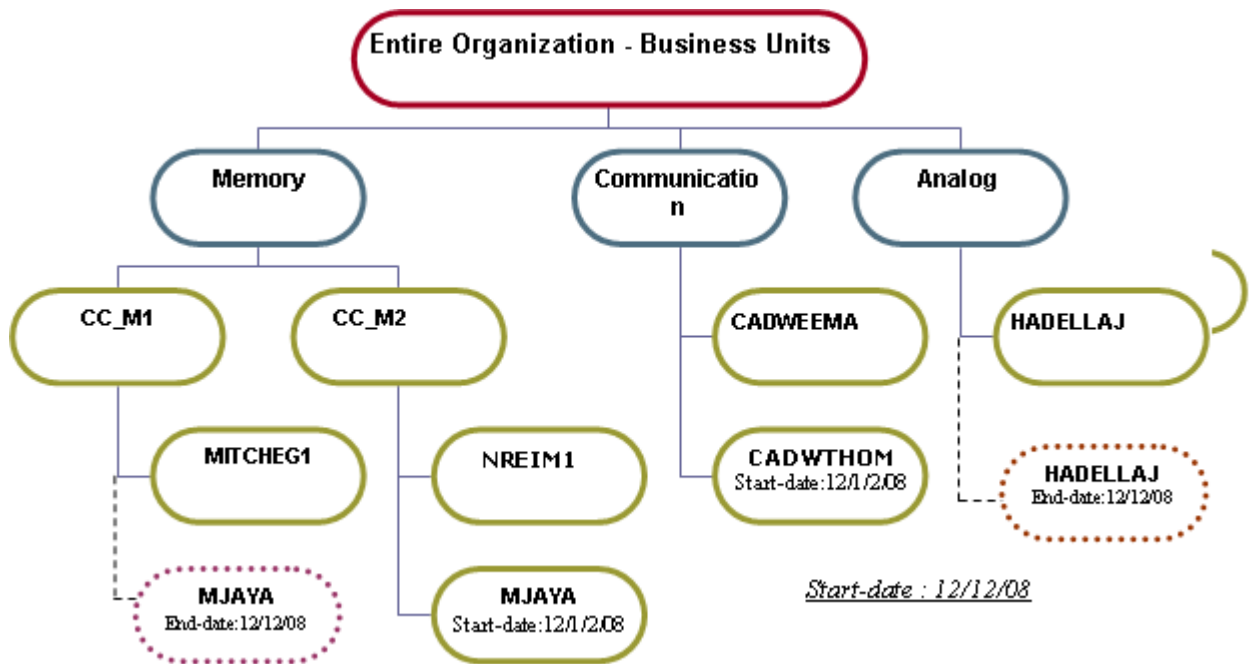 Entire Organization - Business Units
Memory
Communicatio
n
Analog
CC_M1
CC_M2
CADWEEMA
HADELLAJ
MITCHEG1
NREIM1
CADWTHOM
Start-date:12/1/2/08
HADELLAJ
End-date:12/12/08
MJAYA
End-date:12/12/08
MJAYA
Start-date:12/1/2/08
Start-date : 12/12/08